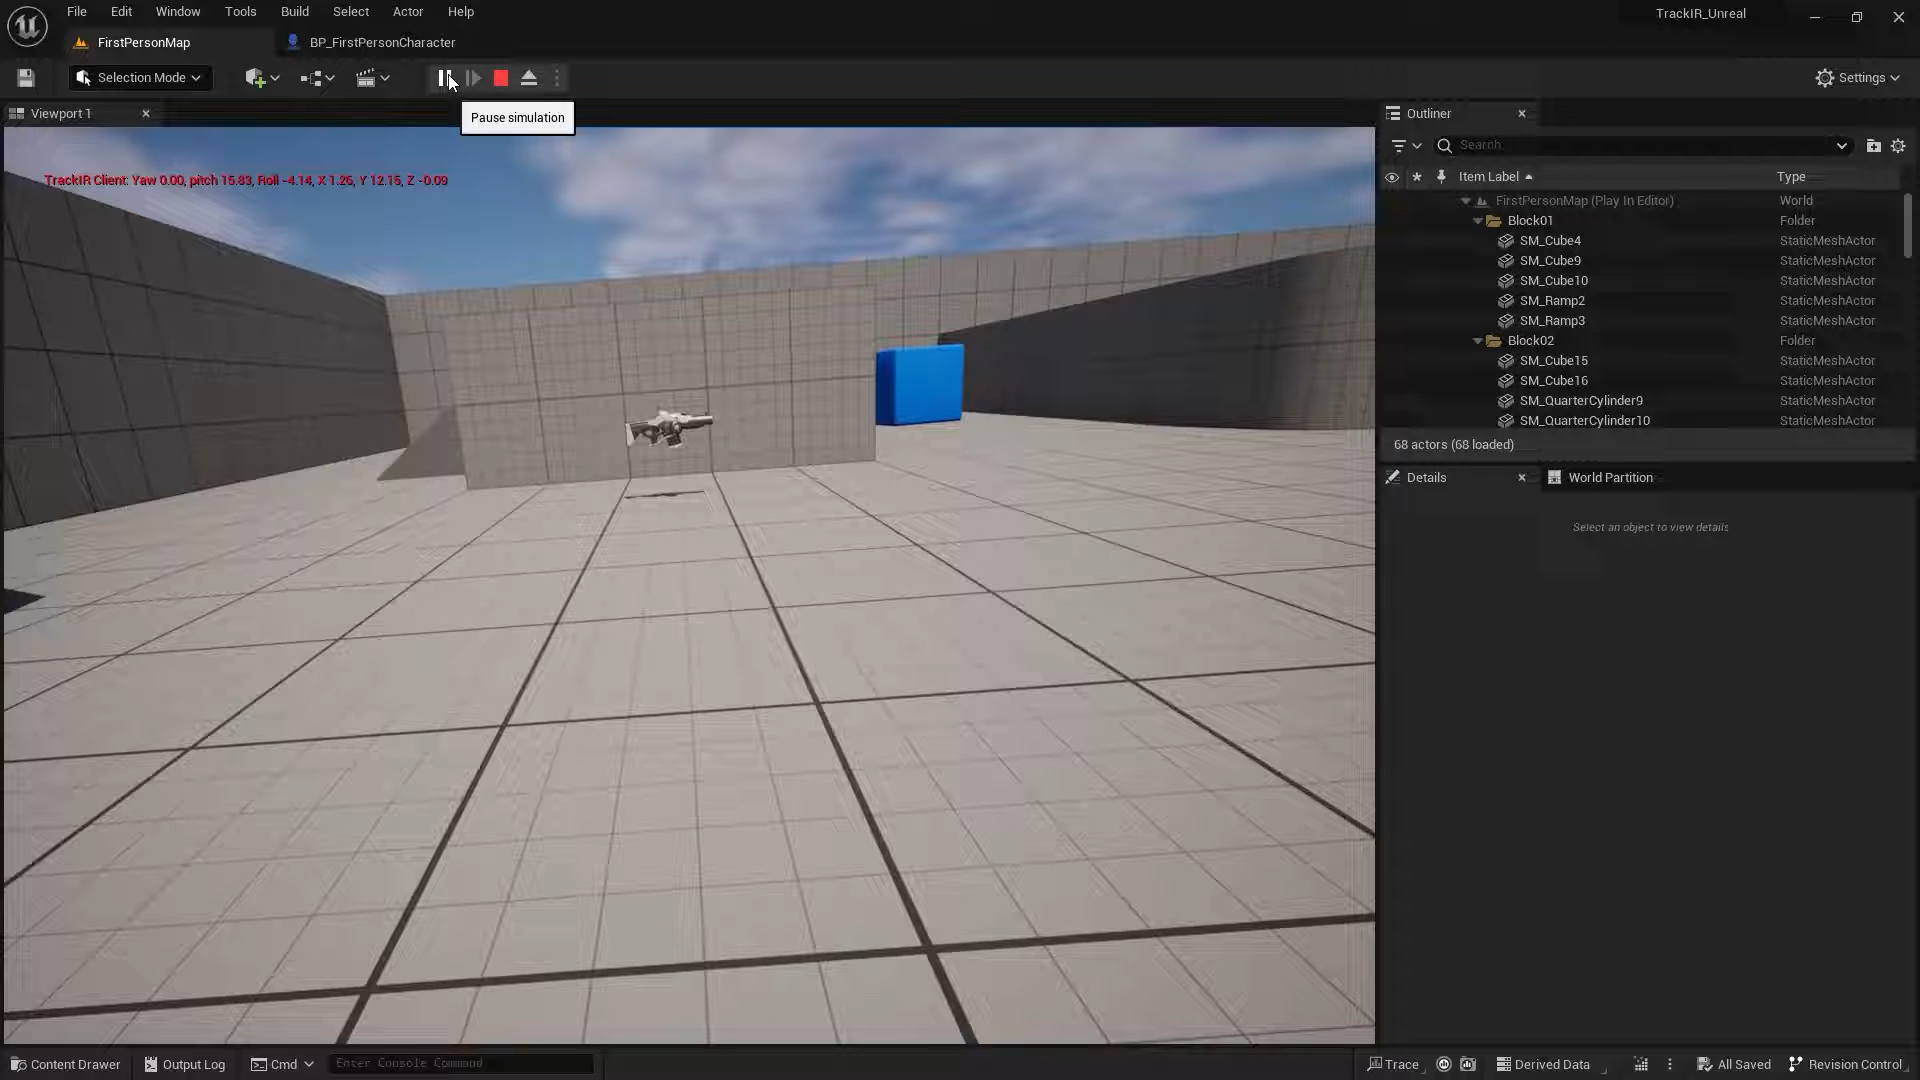 File Edit Window Tools Build Select Actor Help
TrackIR_Unreal
FirstPersonMap
BP_FirstPersonCharacter
Selection Mode
Settings
Viewport 1
Pause simulation
TrackIR Client: Yaw 0.00, pitch 15.83, Roll -4.14, X 1.26, Y 12.15, Z -0.09
Outliner
Search
Item Label Type
FirstPersonMap (Play In Editor) World
Block01 Folder
SM_Cube4 StaticMeshActor
SM_Cube9 StaticMeshActor
SM_Cube10 StaticMeshActor
SM_Ramp2 StaticMeshActor
SM_Ramp3 StaticMeshActor
Block02 Folder
SM_Cube15 StaticMeshActor
SM_Cube16 StaticMeshActor
SM_QuarterCylinder9 StaticMeshActor
SM_QuarterCylinder10 StaticMeshActor
68 actors (68 loaded)
Details
World Partition
Select an object to view details
Content Drawer Output Log Cmd Enter Console Command Trace Derived Data All Saved Revision Control